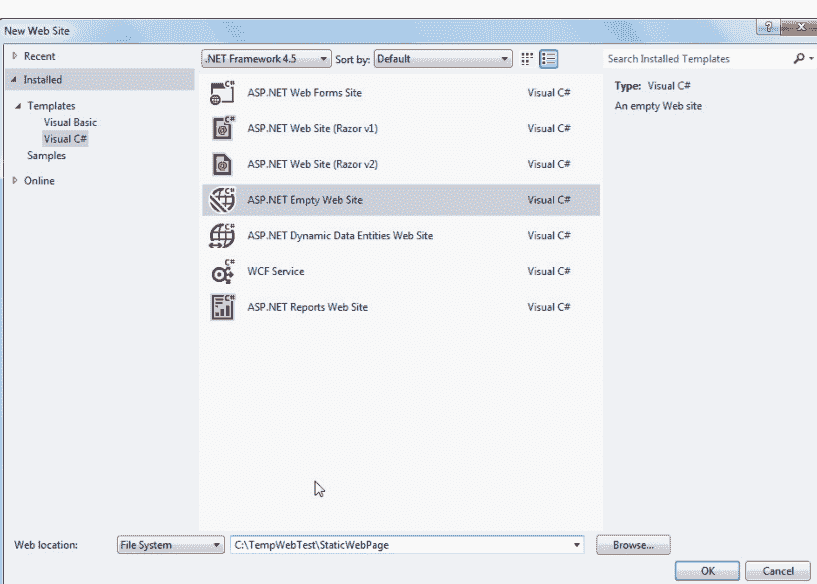 New Web Site
?
Recent
Installed
Templates
Visual Basic
Visual C#
Samples
Online
.NET Framework 4.5 Sort by: Default
C# ASP.NET Web Forms Site Visual C#
C# ASP.NET Web Site (Razor v1) Visual C#
@ ASP.NET Web Site (Razor v2) Visual C#
C# ASP.NET Empty Web Site Visual C#
C# ASP.NET Dynamic Data Entities Web Site Visual C#
C# WCF Service Visual C#
C# ASP.NET Reports Web Site Visual C#
Search Installed Templates
Type: Visual C#
An empty Web site
Web location: File System C:\TempWebTest\StaticWebPage Browse...
OK Cancel